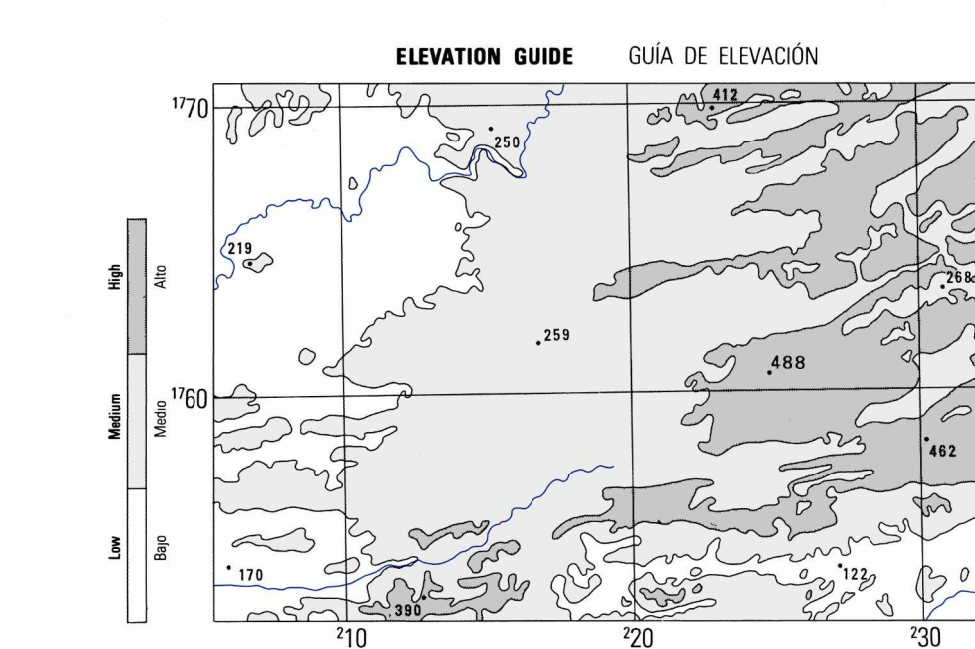 ELEVATION GUIDE GUÍA DE ELEVACIÓN
¹⁷70
412
250
219
268
259
488
¹⁷60
462
170
122
390
²10 ²20 ²30
High Alto
Medium Medio
Low Bajo